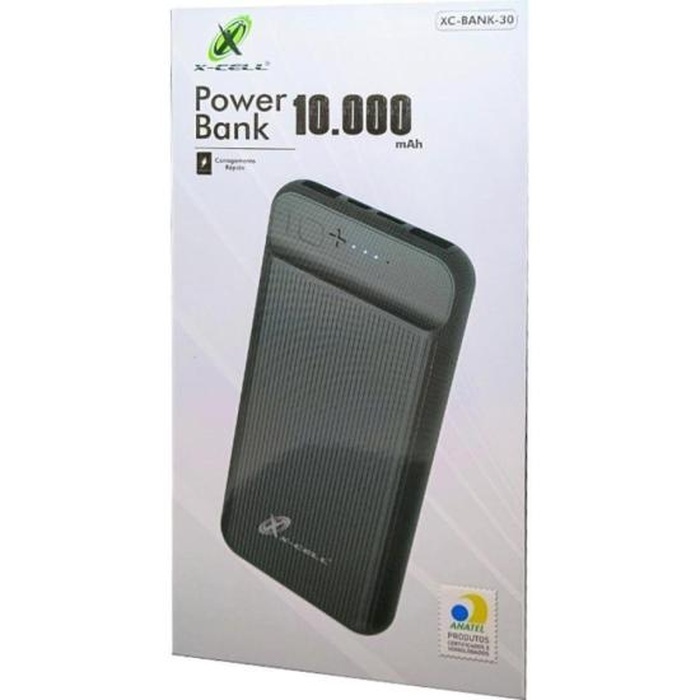 XC-BANK-30
X-CELL®
Power
Bank
10.000
mAh
Carregamento
Rápido
X-CELL
ANATEL
PRODUTOS
CERTIFICADOS E
HOMOLOGADOS